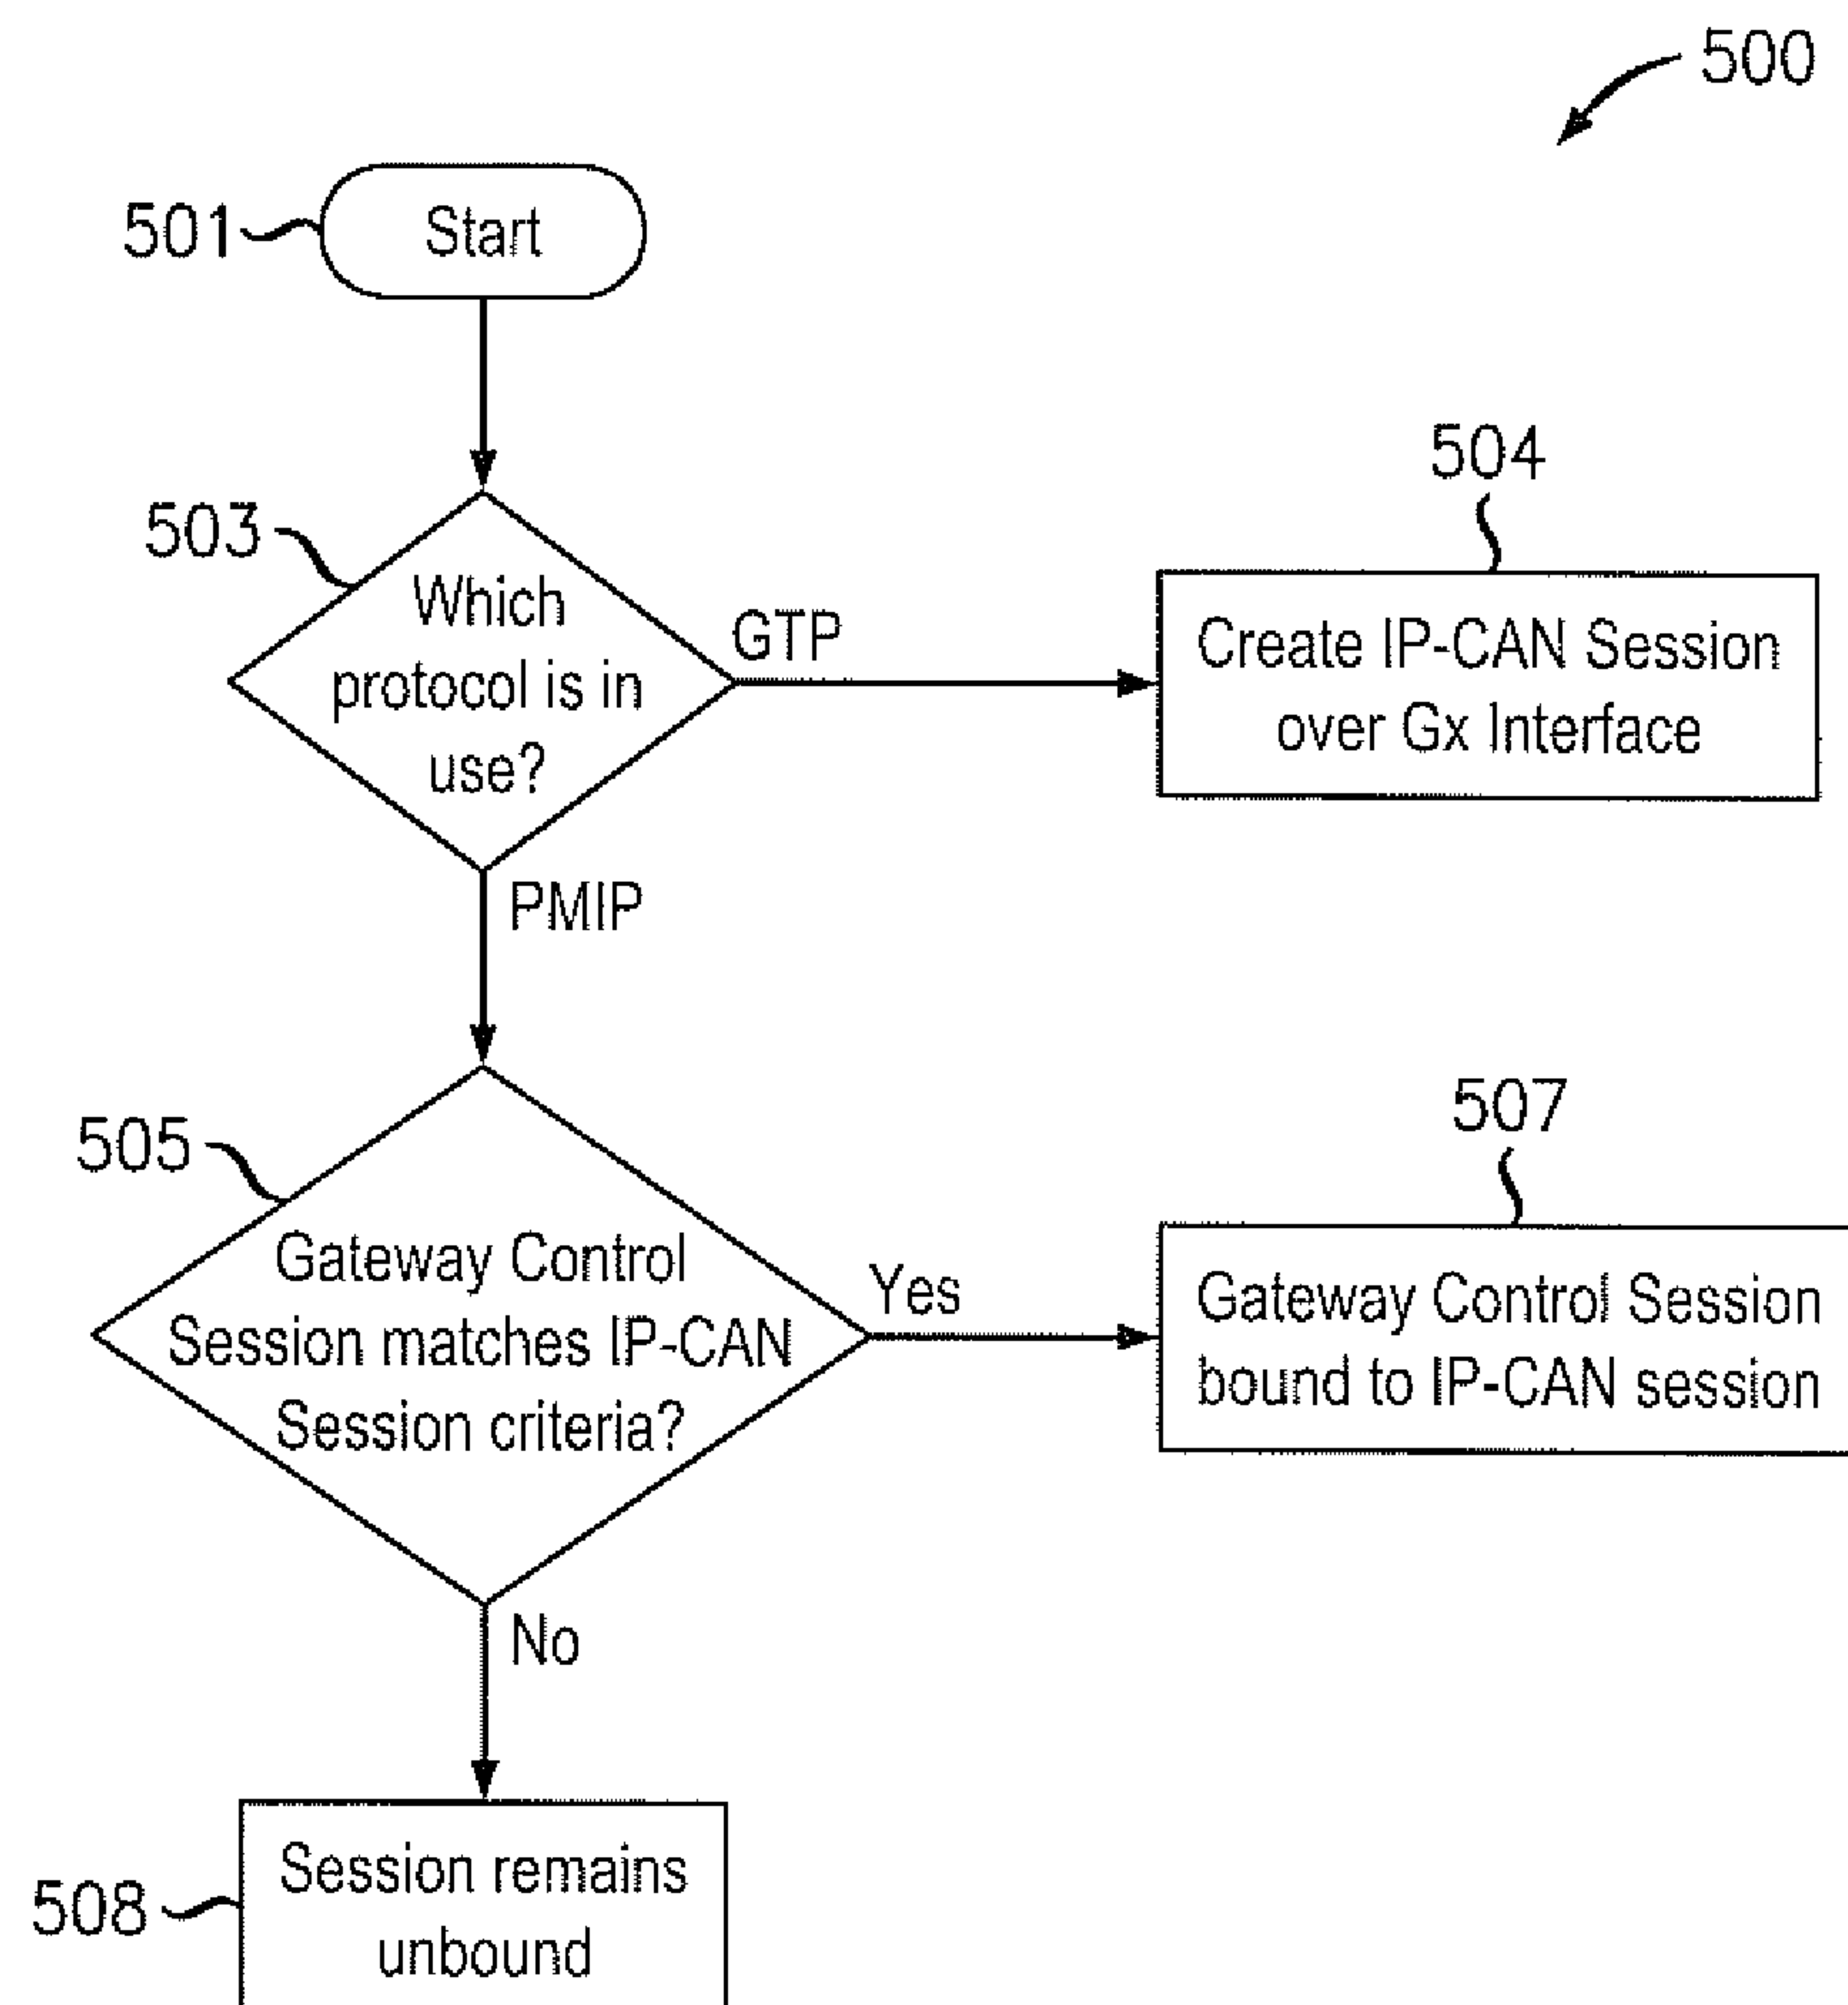 500
501
Start
503
Which
protocol is in
use?
GTP
504
Create IP-CAN Session
over Gx Interface
PMIP
505
Gateway Control
Session matches IP-CAN
Session criteria?
Yes
507
Gateway Control Session
bound to IP-CAN session
No
508
Session remains
unbound